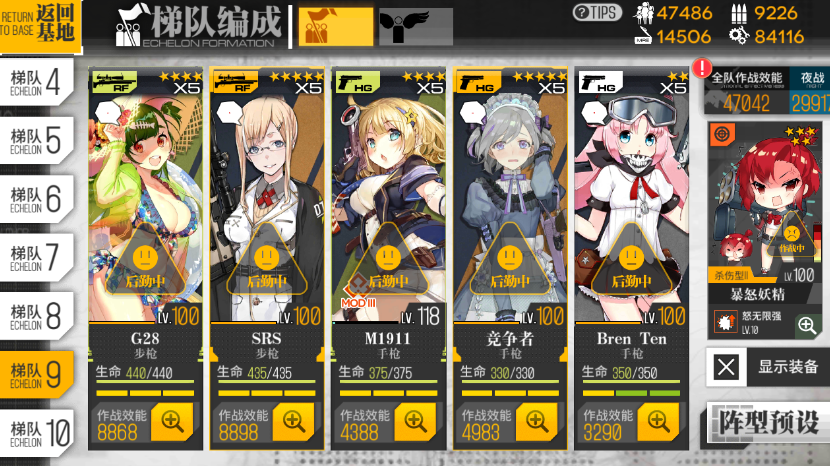 RETURN TO BASE
返回基地
梯队编成
ECHELON FORMATION
? TIPS
47486
9226
14506
84116
梯队 ECHELON 4
梯队 ECHELON 5
梯队 ECHELON 6
梯队 ECHELON 7
梯队 ECHELON 8
梯队 ECHELON 9
梯队 ECHELON 10
RF
X5
后勤中
LV.100
G28
步枪
生命 440/440
作战效能
8868
RF
X5
后勤中
LV.100
SRS
步枪
生命 435/435
作战效能
8898
HG
X5
后勤中
MOD III
LV.118
M1911
手枪
生命 375/375
作战效能
4388
HG
X5
后勤中
LV.100
竞争者
手枪
生命 330/330
作战效能
4983
HG
X5
后勤中
LV.100
Bren Ten
手枪
生命 350/350
作战效能
3290
!
全队作战效能
47042
夜战
2991
作战中
杀伤型II
LV.100
暴怒妖精
怒无限强
LV.10
显示装备
阵型预设